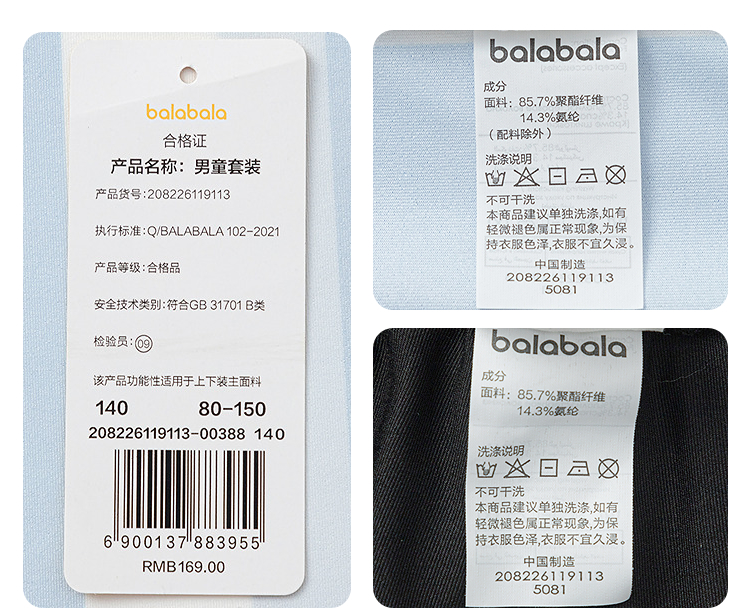 balabala
合格证
产品名称：男童套装
产品货号:208226119113
执行标准:Q/BALABALA 102-2021
产品等级:合格品
安全技术类别:符合GB 31701 B类
检验员:09
该产品功能性适用于上下装主面料
140 80-150
208226119113-00388 140
6 900137 883955
RMB169.00
balabala
成分
面料：85.7%聚酯纤维
14.3%氨纶
（配料除外）
洗涤说明
不可干洗
本商品建议单独洗涤,如有
轻微褪色属正常现象,为保
持衣服色泽,衣服不宜久浸。
中国制造
208226119113
5081
balabala
成分
面料：85.7%聚酯纤维
14.3%氨纶
洗涤说明
不可干洗
本商品建议单独洗涤,如有
轻微褪色属正常现象,为保
持衣服色泽,衣服不宜久浸。
中国制造
208226119113
5081